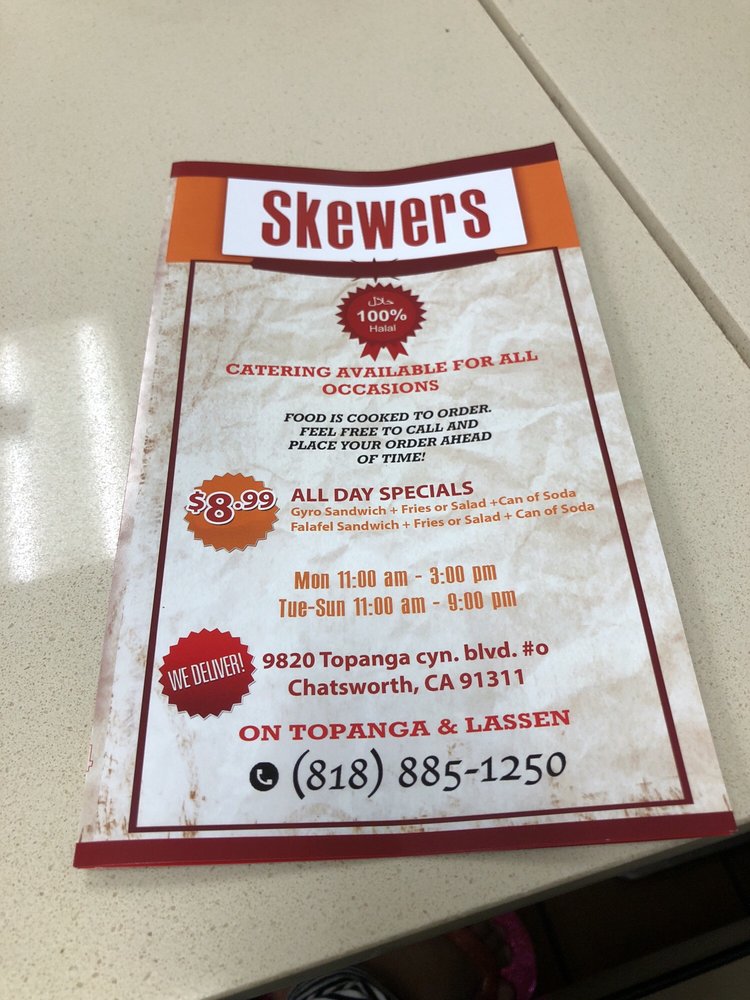 Skewers
حلال
100%
Halal
CATERING AVAILABLE FOR ALL
OCCASIONS
FOOD IS COOKED TO ORDER.
FEEL FREE TO CALL AND
PLACE YOUR ORDER AHEAD
OF TIME!
$8.99
ALL DAY SPECIALS
Gyro Sandwich + Fries or Salad +Can of Soda
Falafel Sandwich + Fries or Salad + Can of Soda
Mon 11:00 am - 3:00 pm
Tue-Sun 11:00 am - 9:00 pm
WE DELIVER!
9820 Topanga cyn. blvd. #o
Chatsworth, CA 91311
ON TOPANGA & LASSEN
(818) 885-1250